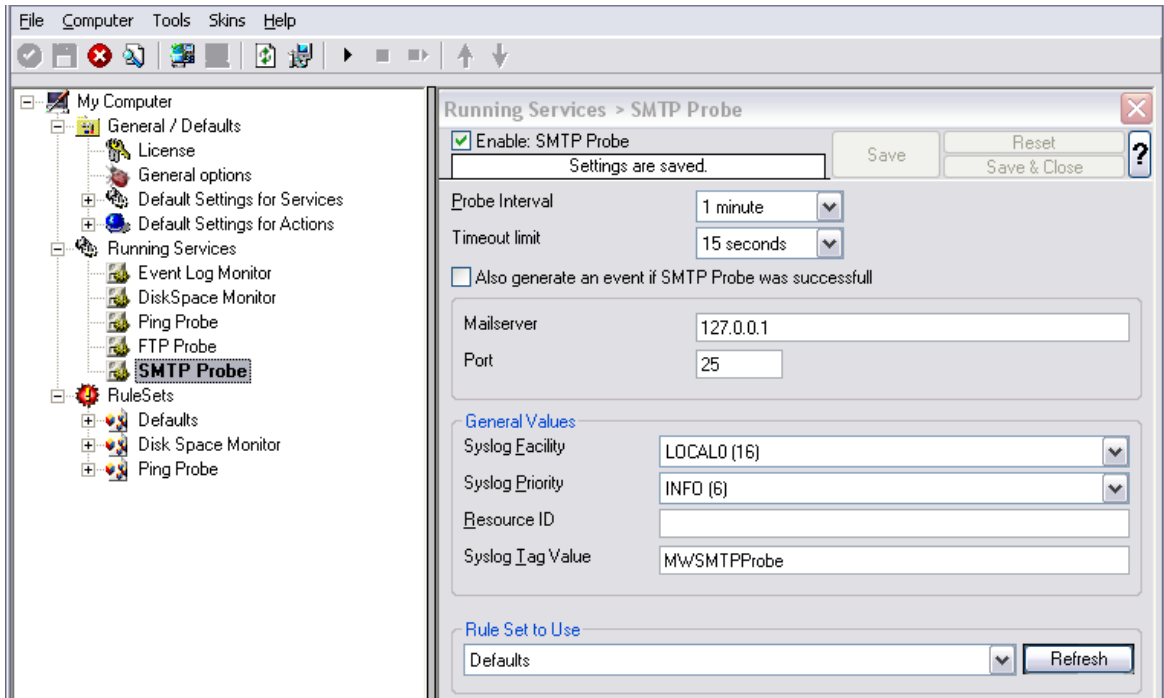 File Computer Tools Skins Help
My Computer
General / Defaults
License
General options
Default Settings for Services
Default Settings for Actions
Running Services
Event Log Monitor
DiskSpace Monitor
Ping Probe
FTP Probe
SMTP Probe
RuleSets
Defaults
Disk Space Monitor
Ping Probe
Running Services > SMTP Probe
Enable: SMTP Probe
Settings are saved.
Save
Reset
Save & Close
?
Probe Interval
1 minute
Timeout limit
15 seconds
Also generate an event if SMTP Probe was successfull
Mailserver
127.0.0.1
Port
25
General Values
Syslog Facility
LOCAL0 (16)
Syslog Priority
INFO (6)
Resource ID
Syslog Tag Value
MWSMTPProbe
Rule Set to Use
Defaults
Refresh